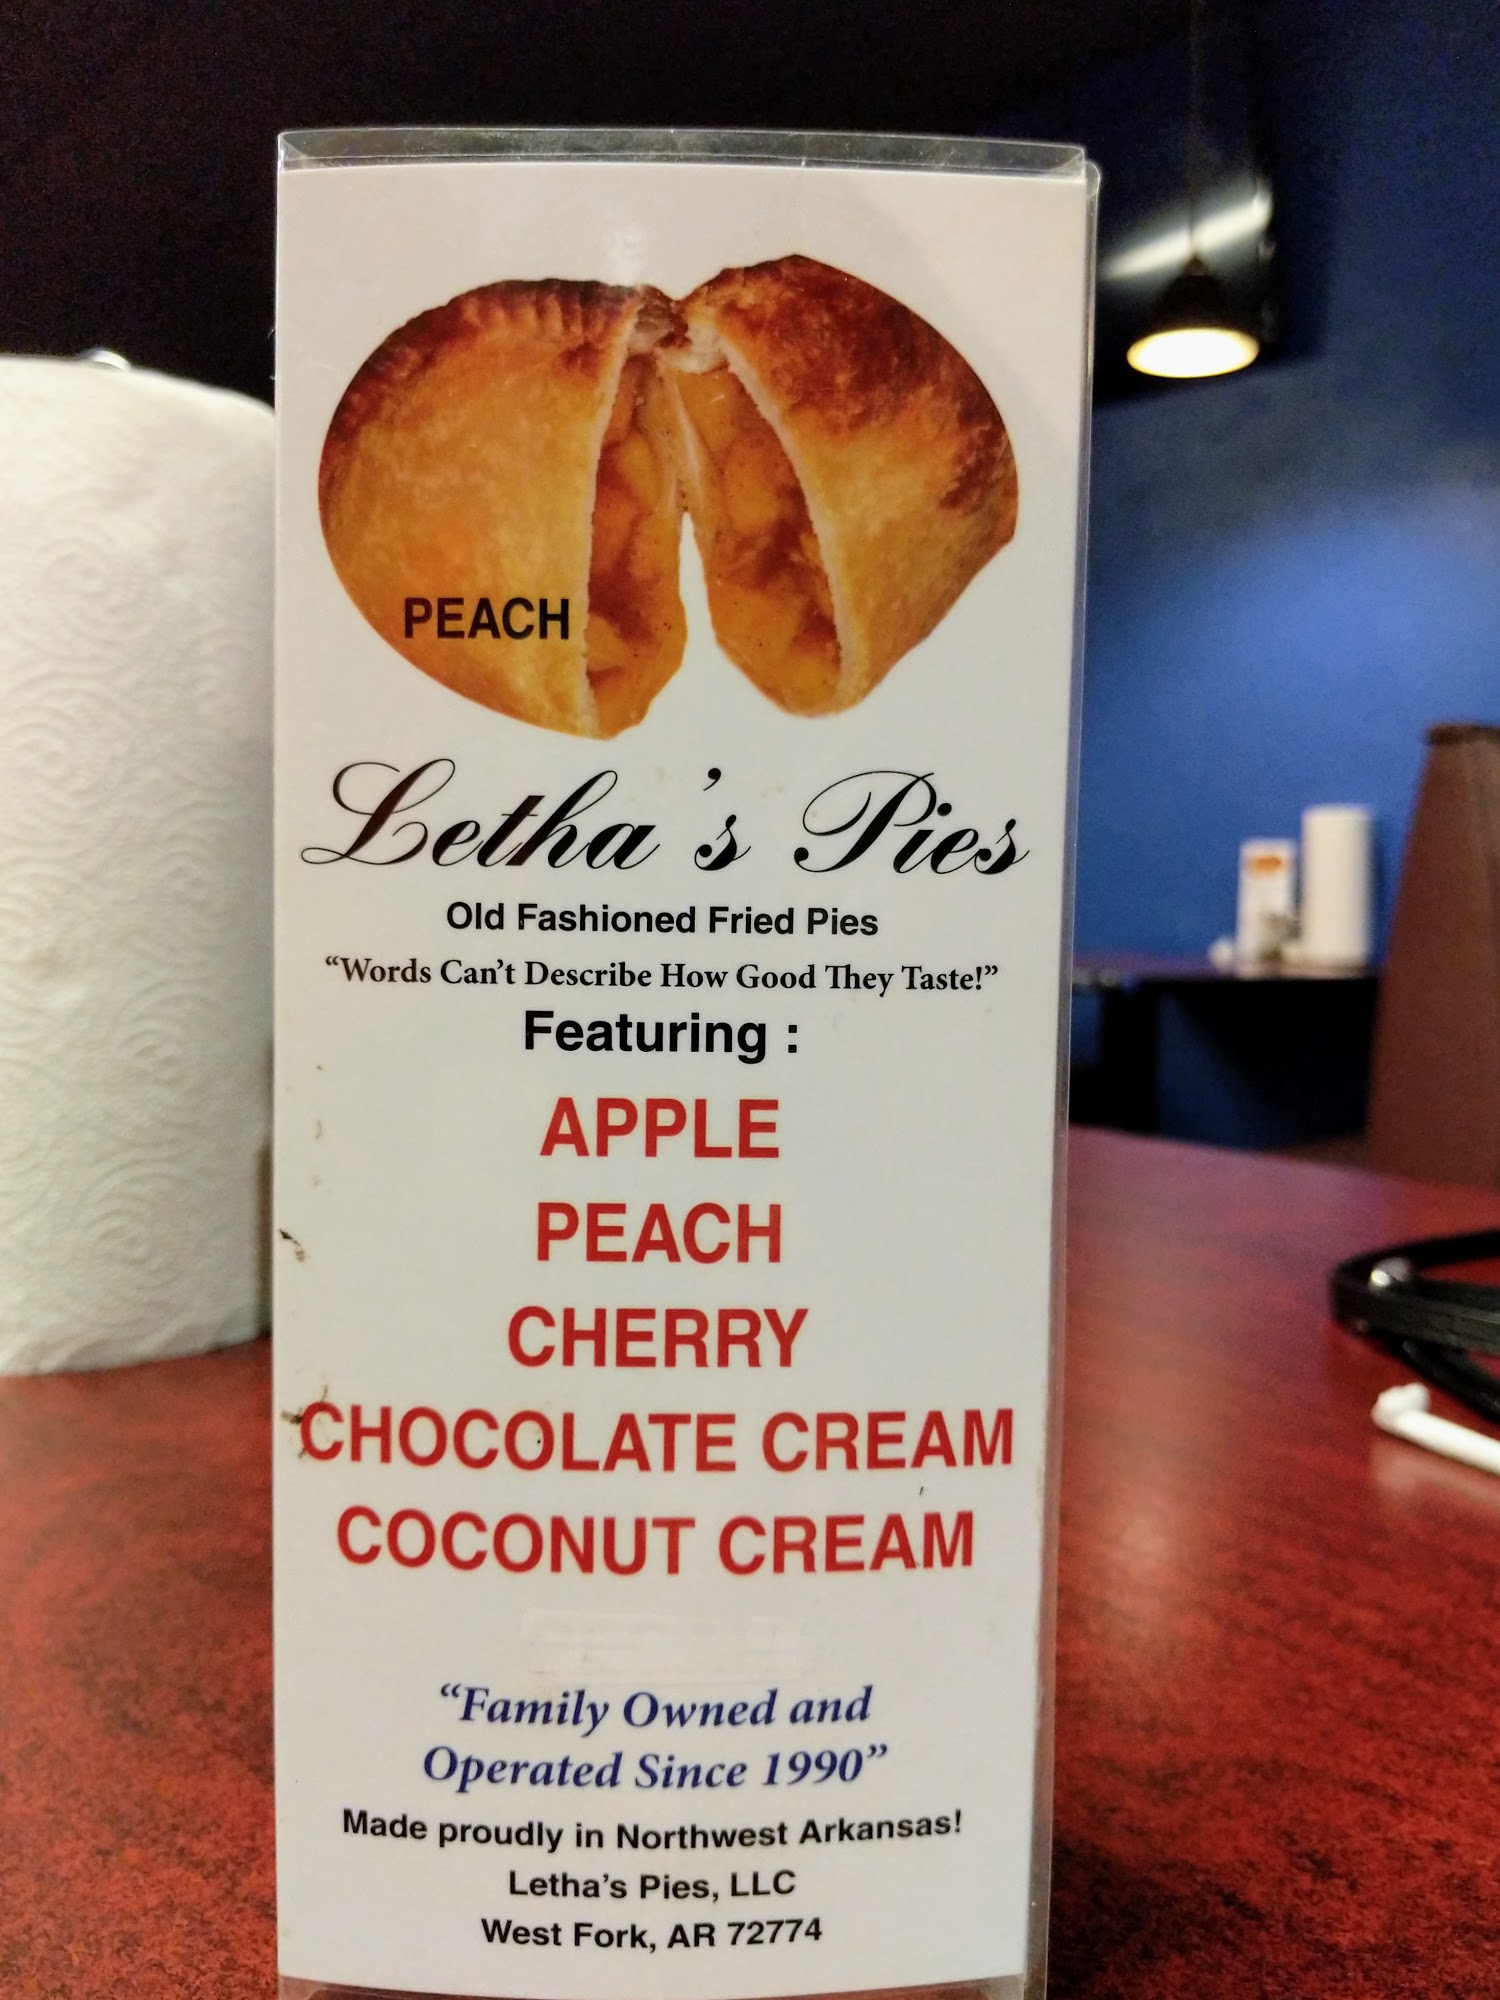 PEACH
Letha's Pies
Old Fashioned Fried Pies
“Words Can't Describe How Good They Taste!”
Featuring :
APPLE
PEACH
CHERRY
CHOCOLATE CREAM
COCONUT CREAM
“Family Owned and
Operated Since 1990”
Made proudly in Northwest Arkansas!
Letha's Pies, LLC
West Fork, AR 72774